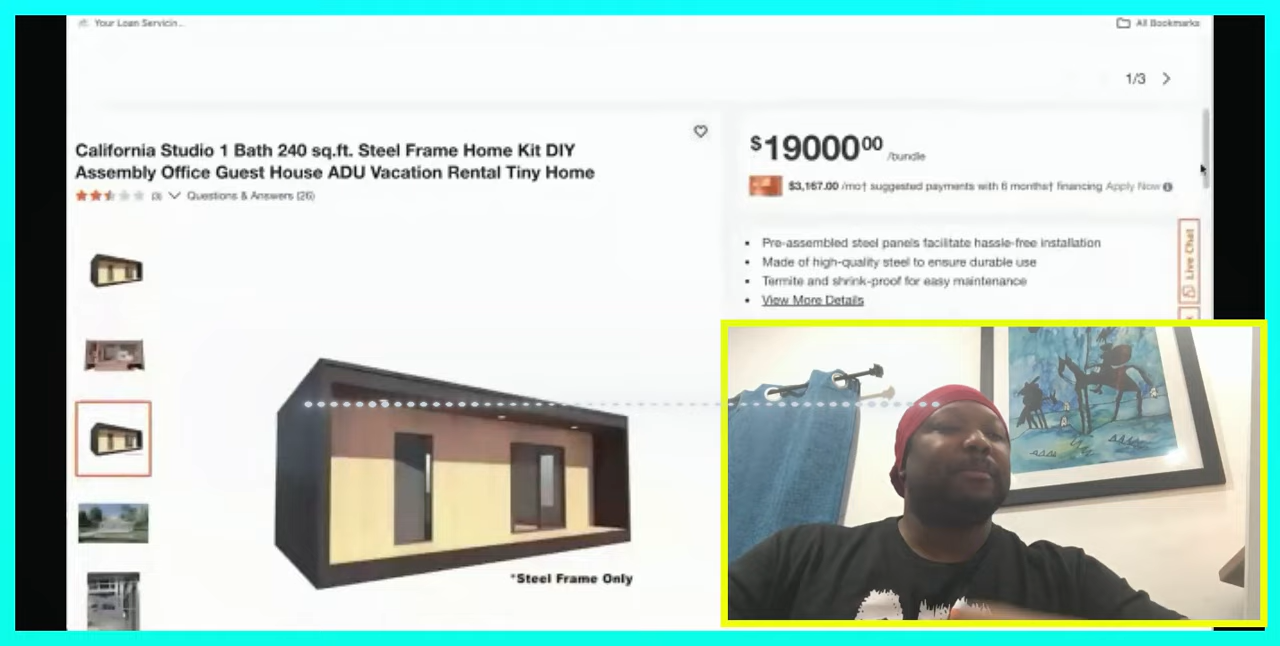 Your Loan Servicin...
All Bookmarks
1/3
California Studio 1 Bath 240 sq.ft. Steel Frame Home Kit DIY
Assembly Office Guest House ADU Vacation Rental Tiny Home
(3)
Questions & Answers (26)
$1900000 /bundle
$3,167.00 /mo† suggested payments with 6 months† financing Apply Now
• Pre-assembled steel panels facilitate hassle-free installation
• Made of high-quality steel to ensure durable use
• Termite and shrink-proof for easy maintenance
• View More Details
Live Chat
*Steel Frame Only